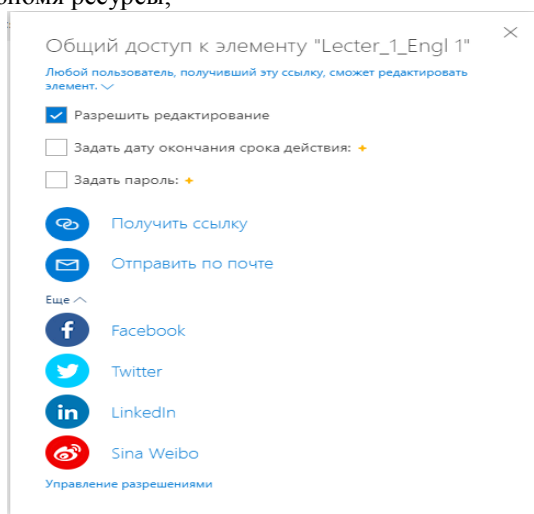 ресурсы,
Общий доступ к элементу "Lecter_1_Engl 1"
Любой пользователь, получивший эту ссылку, сможет редактировать
элемент.
Разрешить редактирование
Задать дату окончания срока действия:
Задать пароль:
Получить ссылку
Отправить по почте
Еще
Facebook
Twitter
LinkedIn
Sina Weibo
Управление разрешениями